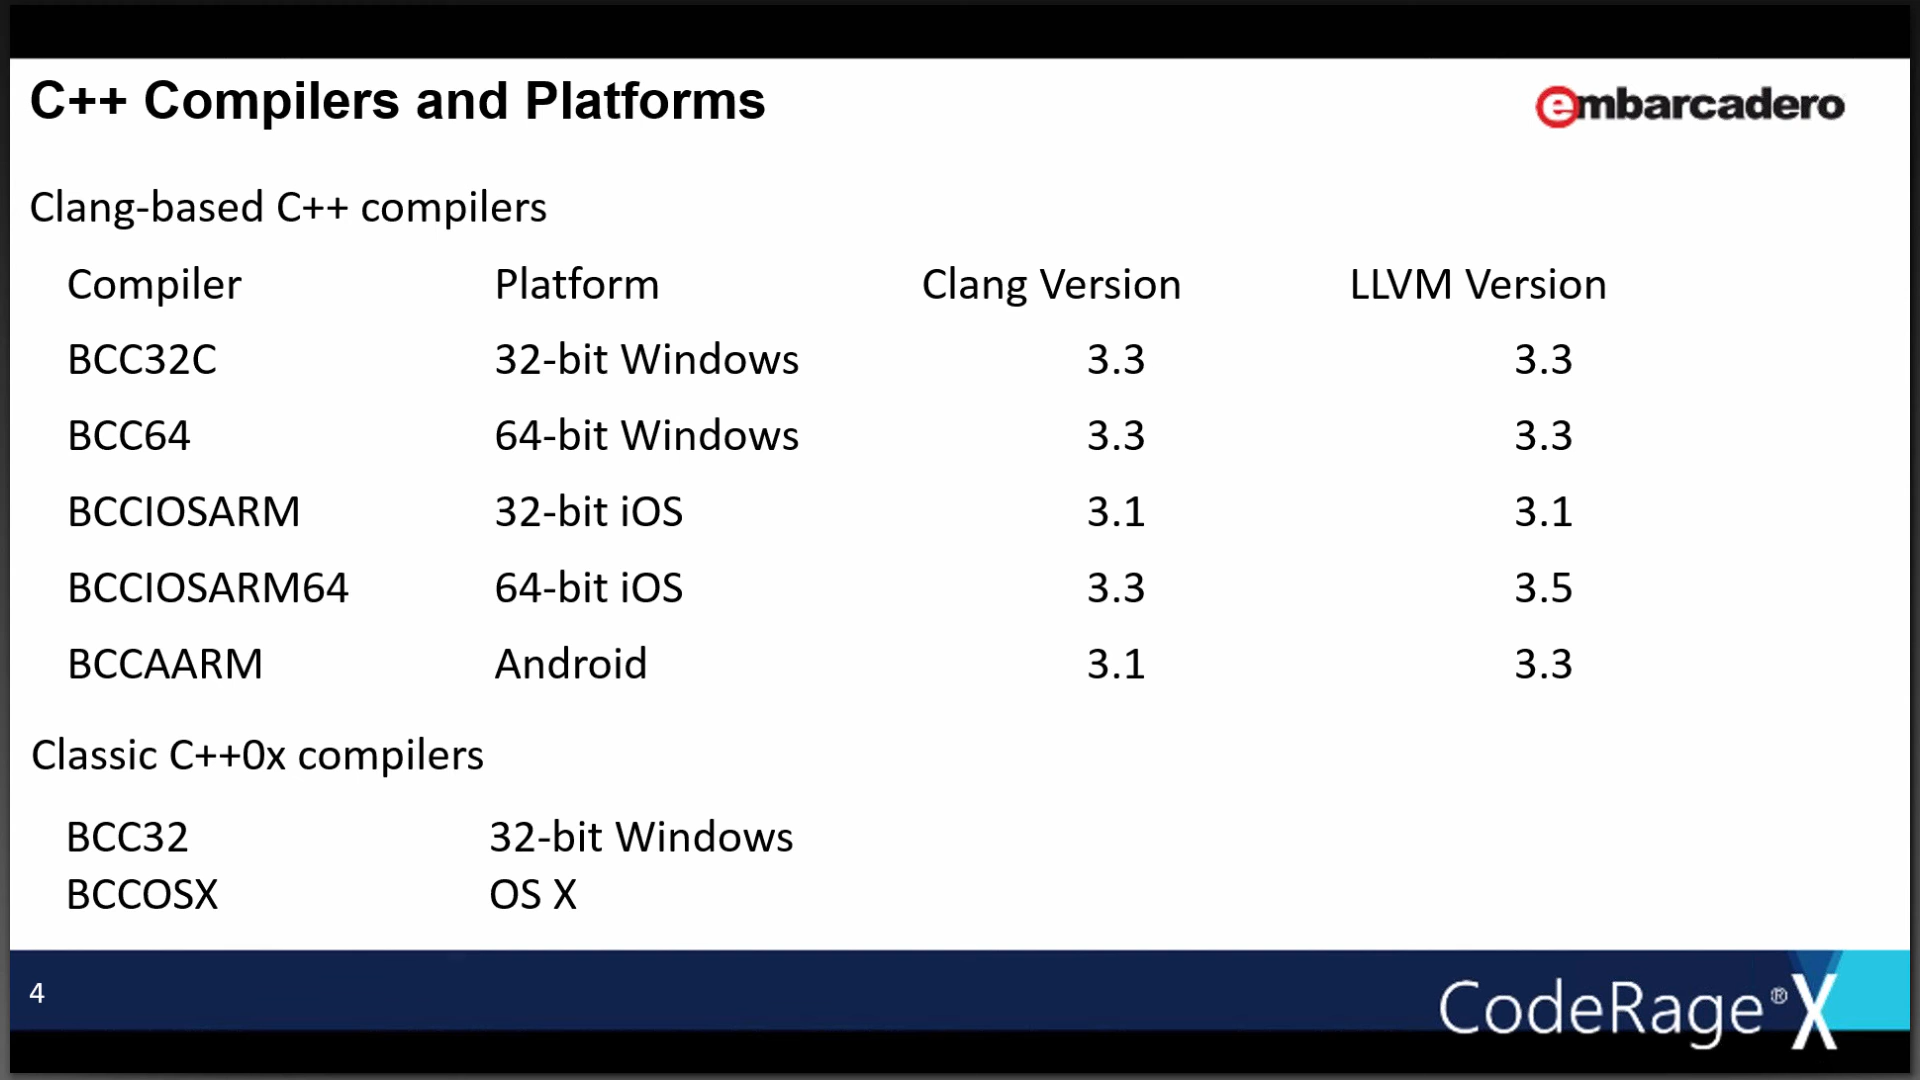 C++ Compilers and Platforms
embarcadero
Clang-based C++ compilers
Compiler Platform Clang Version LLVM Version
BCC32C 32-bit Windows 3.3 3.3
BCC64 64-bit Windows 3.3 3.3
BCCIOSARM 32-bit iOS 3.1 3.1
BCCIOSARM64 64-bit iOS 3.3 3.5
BCCAARM Android 3.1 3.3
Classic C++0x compilers
BCC32 32-bit Windows
BCCOSX OS X
4
CodeRage® X